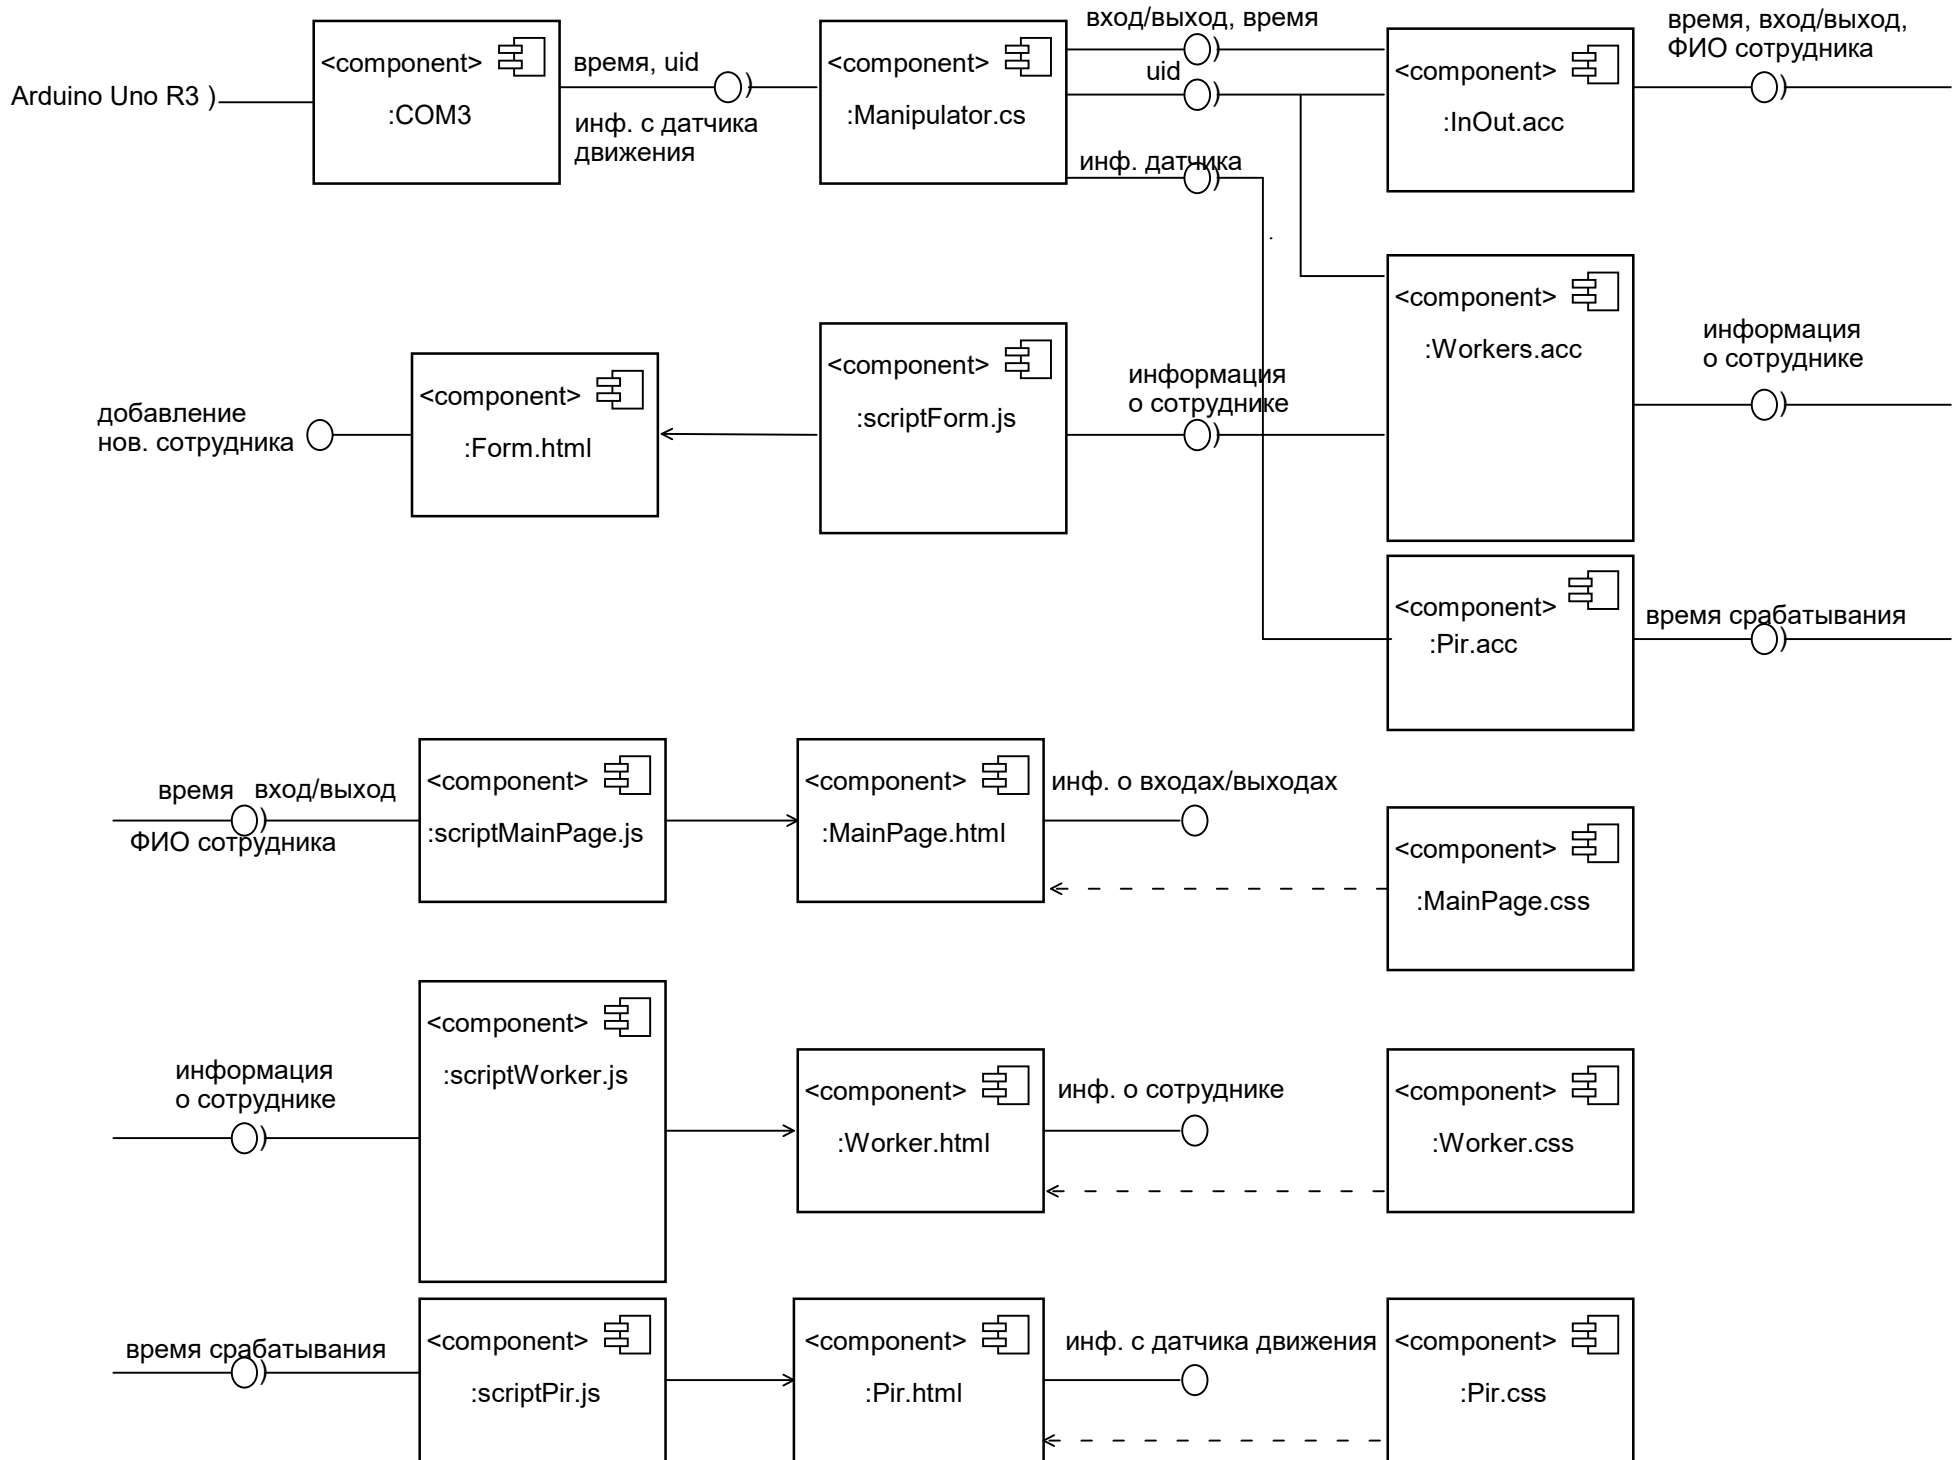 Arduino Uno R3 )
<component>
:COM3
время, uid
инф. с датчика
движения
<component>
:Manipulator.cs
вход/выход, время
uid
инф. датчика
<component>
:InOut.acc
время, вход/выход,
ФИО сотрудника
добавление
нов. сотрудника
<component>
:Form.html
<component>
:scriptForm.js
информация
о сотруднике
<component>
:Workers.acc
информация
о сотруднике
<component>
:Pir.acc
время срабатывания
время вход/выход
ФИО сотрудника
<component>
:scriptMainPage.js
<component>
:MainPage.html
инф. о входах/выходах
<component>
:MainPage.css
информация
о сотруднике
<component>
:scriptWorker.js
<component>
:Worker.html
инф. о сотруднике
<component>
:Worker.css
время срабатывания
<component>
:scriptPir.js
<component>
:Pir.html
инф. с датчика движения
<component>
:Pir.css